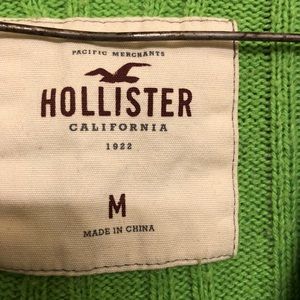 PACIFIC MERCHANTS
HOLLISTER
CALIFORNIA
1922
M
MADE IN CHINA